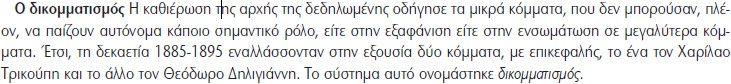 Ο δικομματισμός Η καθιέρωση της αρχής της δεδηλωμένης οδήγησε τα μικρά κόμματα, που δεν μπορούσαν, πλέ-
ον, να παίζουν αυτόνομα κάποιο σημαντικό ρόλο, είτε στην εξαφάνιση είτε στην ενσωμάτωση σε μεγαλύτερα κόμ-
ματα. Έτσι, τη δεκαετία 1885-1895 εναλλάσσονταν στην εξουσία δύο κόμματα, με επικεφαλής, το ένα τον Χαρίλαο
Τρικούπη και το άλλο τον Θεόδωρο Δηλιγιάννη. Το σύστημα αυτό ονομάστηκε δικομματισμός.